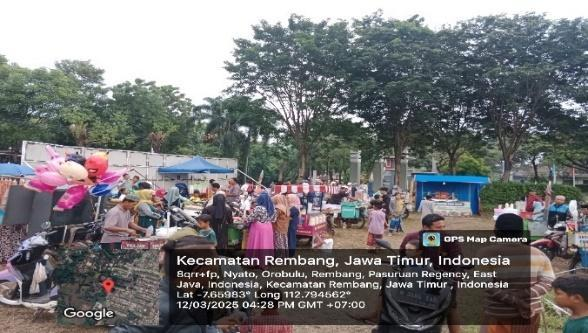 GPS Map Camera
Kecamatan Rembang, Jawa Timur, Indonesia
8qrr+fp, Nyato, Orobulu, Rembang, Pasuruan Regency, East
Java, Indonesia, Kecamatan Rembang, Jawa Timur , Indonesia
Lat -7.65983° Long 112.794562°
12/03/2025 04:28 PM GMT +07:00
Google